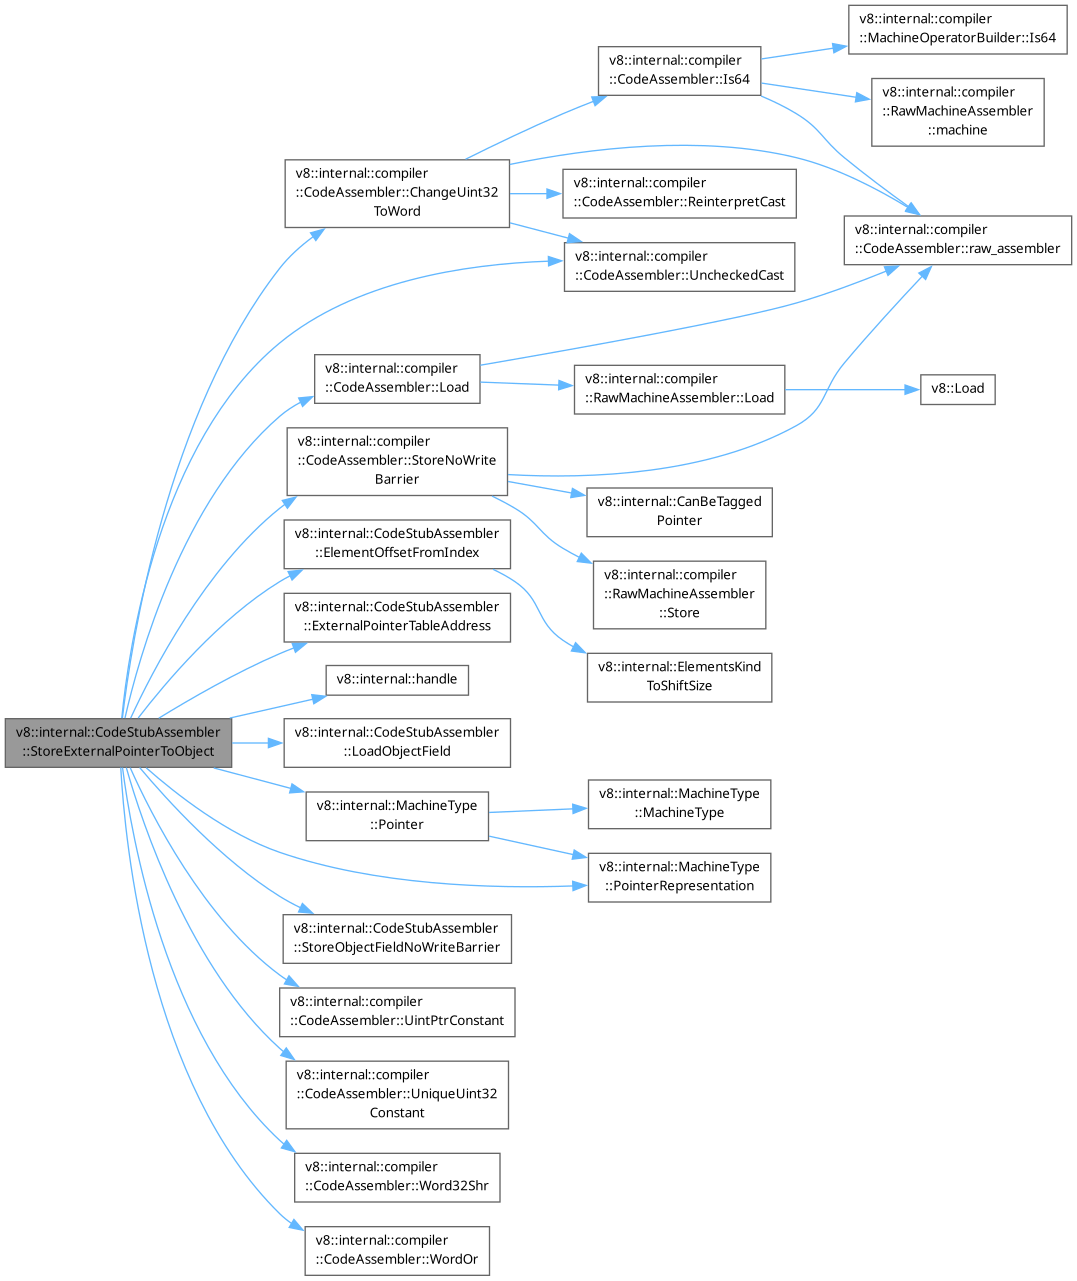 v8::internal::CodeStubAssembler
::StoreExternalPointerToObject
v8::internal::compiler
::CodeAssembler::ChangeUint32
ToWord
v8::internal::compiler
::CodeAssembler::Is64
v8::internal::compiler
::MachineOperatorBuilder::Is64
v8::internal::compiler
::RawMachineAssembler
::machine
v8::internal::compiler
::CodeAssembler::raw_assembler
v8::internal::compiler
::CodeAssembler::ReinterpretCast
v8::internal::compiler
::CodeAssembler::UncheckedCast
v8::internal::compiler
::CodeAssembler::Load
v8::internal::compiler
::RawMachineAssembler::Load
v8::Load
v8::internal::compiler
::CodeAssembler::StoreNoWrite
Barrier
v8::internal::CanBeTagged
Pointer
v8::internal::compiler
::RawMachineAssembler
::Store
v8::internal::CodeStubAssembler
::ElementOffsetFromIndex
v8::internal::ElementsKind
ToShiftSize
v8::internal::CodeStubAssembler
::ExternalPointerTableAddress
v8::internal::handle
v8::internal::CodeStubAssembler
::LoadObjectField
v8::internal::MachineType
::Pointer
v8::internal::MachineType
::MachineType
v8::internal::MachineType
::PointerRepresentation
v8::internal::CodeStubAssembler
::StoreObjectFieldNoWriteBarrier
v8::internal::compiler
::CodeAssembler::UintPtrConstant
v8::internal::compiler
::CodeAssembler::UniqueUint32
Constant
v8::internal::compiler
::CodeAssembler::Word32Shr
v8::internal::compiler
::CodeAssembler::WordOr